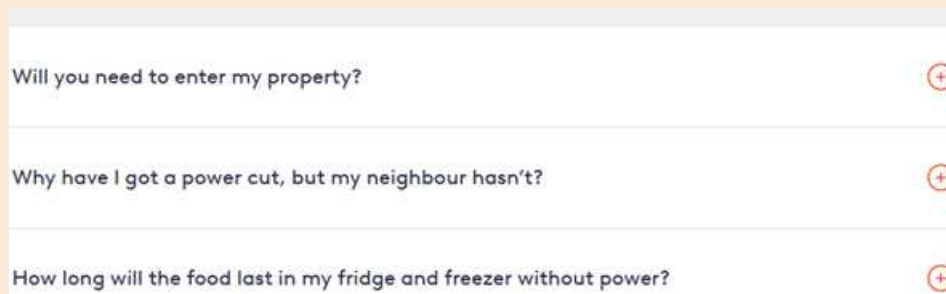 Will you need to enter my property?
Why have I got a power cut, but my neighbour hasn't?
How long will the food last in my fridge and freezer without power?